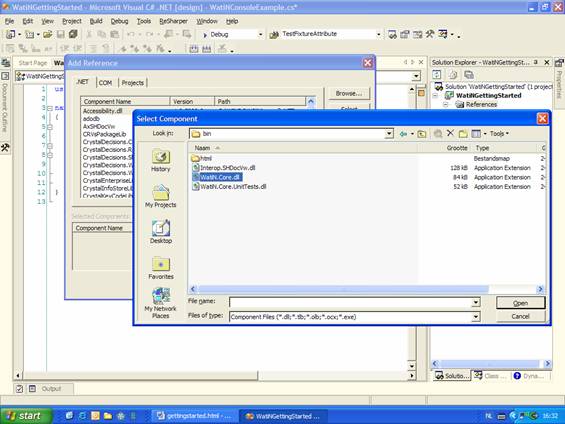 WatiNGettingStarted - Microsoft Visual C# .NET [design] - WatiNConsoleExample.cs*
File Edit View Project Build Debug Tools ReSharper Window Help
Debug
TestFixtureAttribute
Start Page
Solution Explorer - WatiNGettingSt...
Add Reference
.NET COM Projects
Component Name Version Path
Browse...
Select
Accessibility.dll
adodb
AxSHDocVw
CRVsPackageLib
CrystalDecisions.C
CrystalDecisions.C
CrystalDecisions.R
CrystalDecisions.S
CrystalDecisions.W
CrystalEnterpriseLib
CrystalInfoStoreLib
CrystalKeyCodeLib
Selected Components:
Component Name
Solution 'WatiNGettingStarted' (1 project)
WatiNGettingStarted
References
Properties
Document Outline
Select Component
Look in: bin
Tools
History
My Projects
Desktop
Favorites
My Network
Places
Naam Grootte Type
html Bestandsmap
Interop.SHDocVw.dll 128 kB Application Extension
WatiN.Core.dll 84 kB Application Extension
WatiN.Core.UnitTests.dll 52 kB Application Extension
File name:
Open
Files of type: Component Files (*.dll;*.tlb;*.olb;*.ocx;*.exe)
Cancel
1
2
3
4
5
6
7
8
9
10
11
12
13
Output
Solutio...
Class ...
Dyna...
start
gettingstarted.html - ...
WatiNGettingStarted ...
NL
16:32